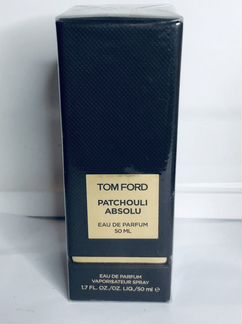 TOM FORD
PATCHOULI
ABSOLU
EAU DE PARFUM
50 ML
EAU DE PARFUM
VAPORISATEUR SPRAY
1.7 FL. OZ./OZ. LIQ./50 ml ℮